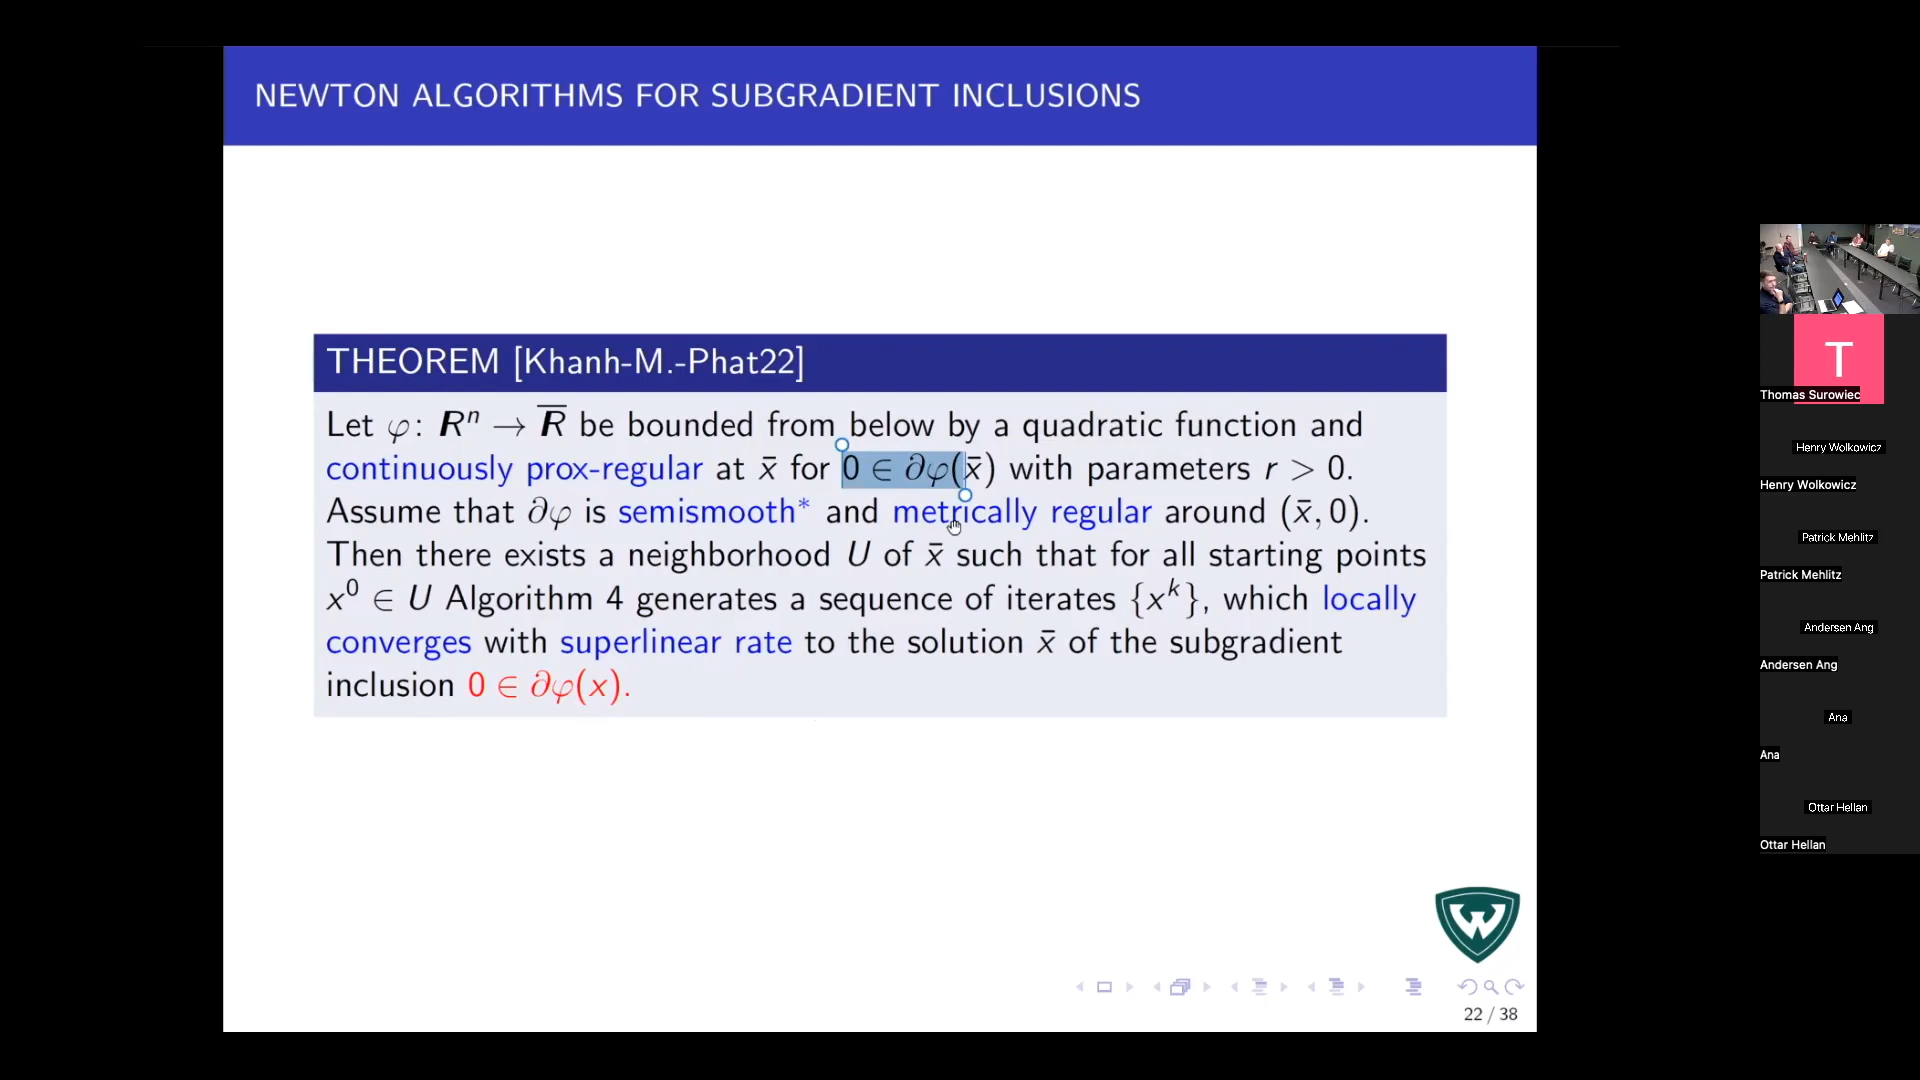 NEWTON ALGORITHMS FOR SUBGRADIENT INCLUSIONS
THEOREM [Khanh-M.-Phat22]
Let φ: Rⁿ → R̅ be bounded from below by a quadratic function and
continuously prox-regular at x̄ for 0 ∈ ∂φ(x̄) with parameters r > 0.
Assume that ∂φ is semismooth* and metrically regular around (x̄, 0).
Then there exists a neighborhood U of x̄ such that for all starting points
x⁰ ∈ U Algorithm 4 generates a sequence of iterates {xᵏ}, which locally
converges with superlinear rate to the solution x̄ of the subgradient
inclusion 0 ∈ ∂φ(x).
W
22 / 38
T
Thomas Surowiec
Henry Wolkowicz
Henry Wolkowicz
Patrick Mehlitz
Patrick Mehlitz
Andersen Ang
Andersen Ang
Ana
Ana
Ottar Hellan
Ottar Hellan